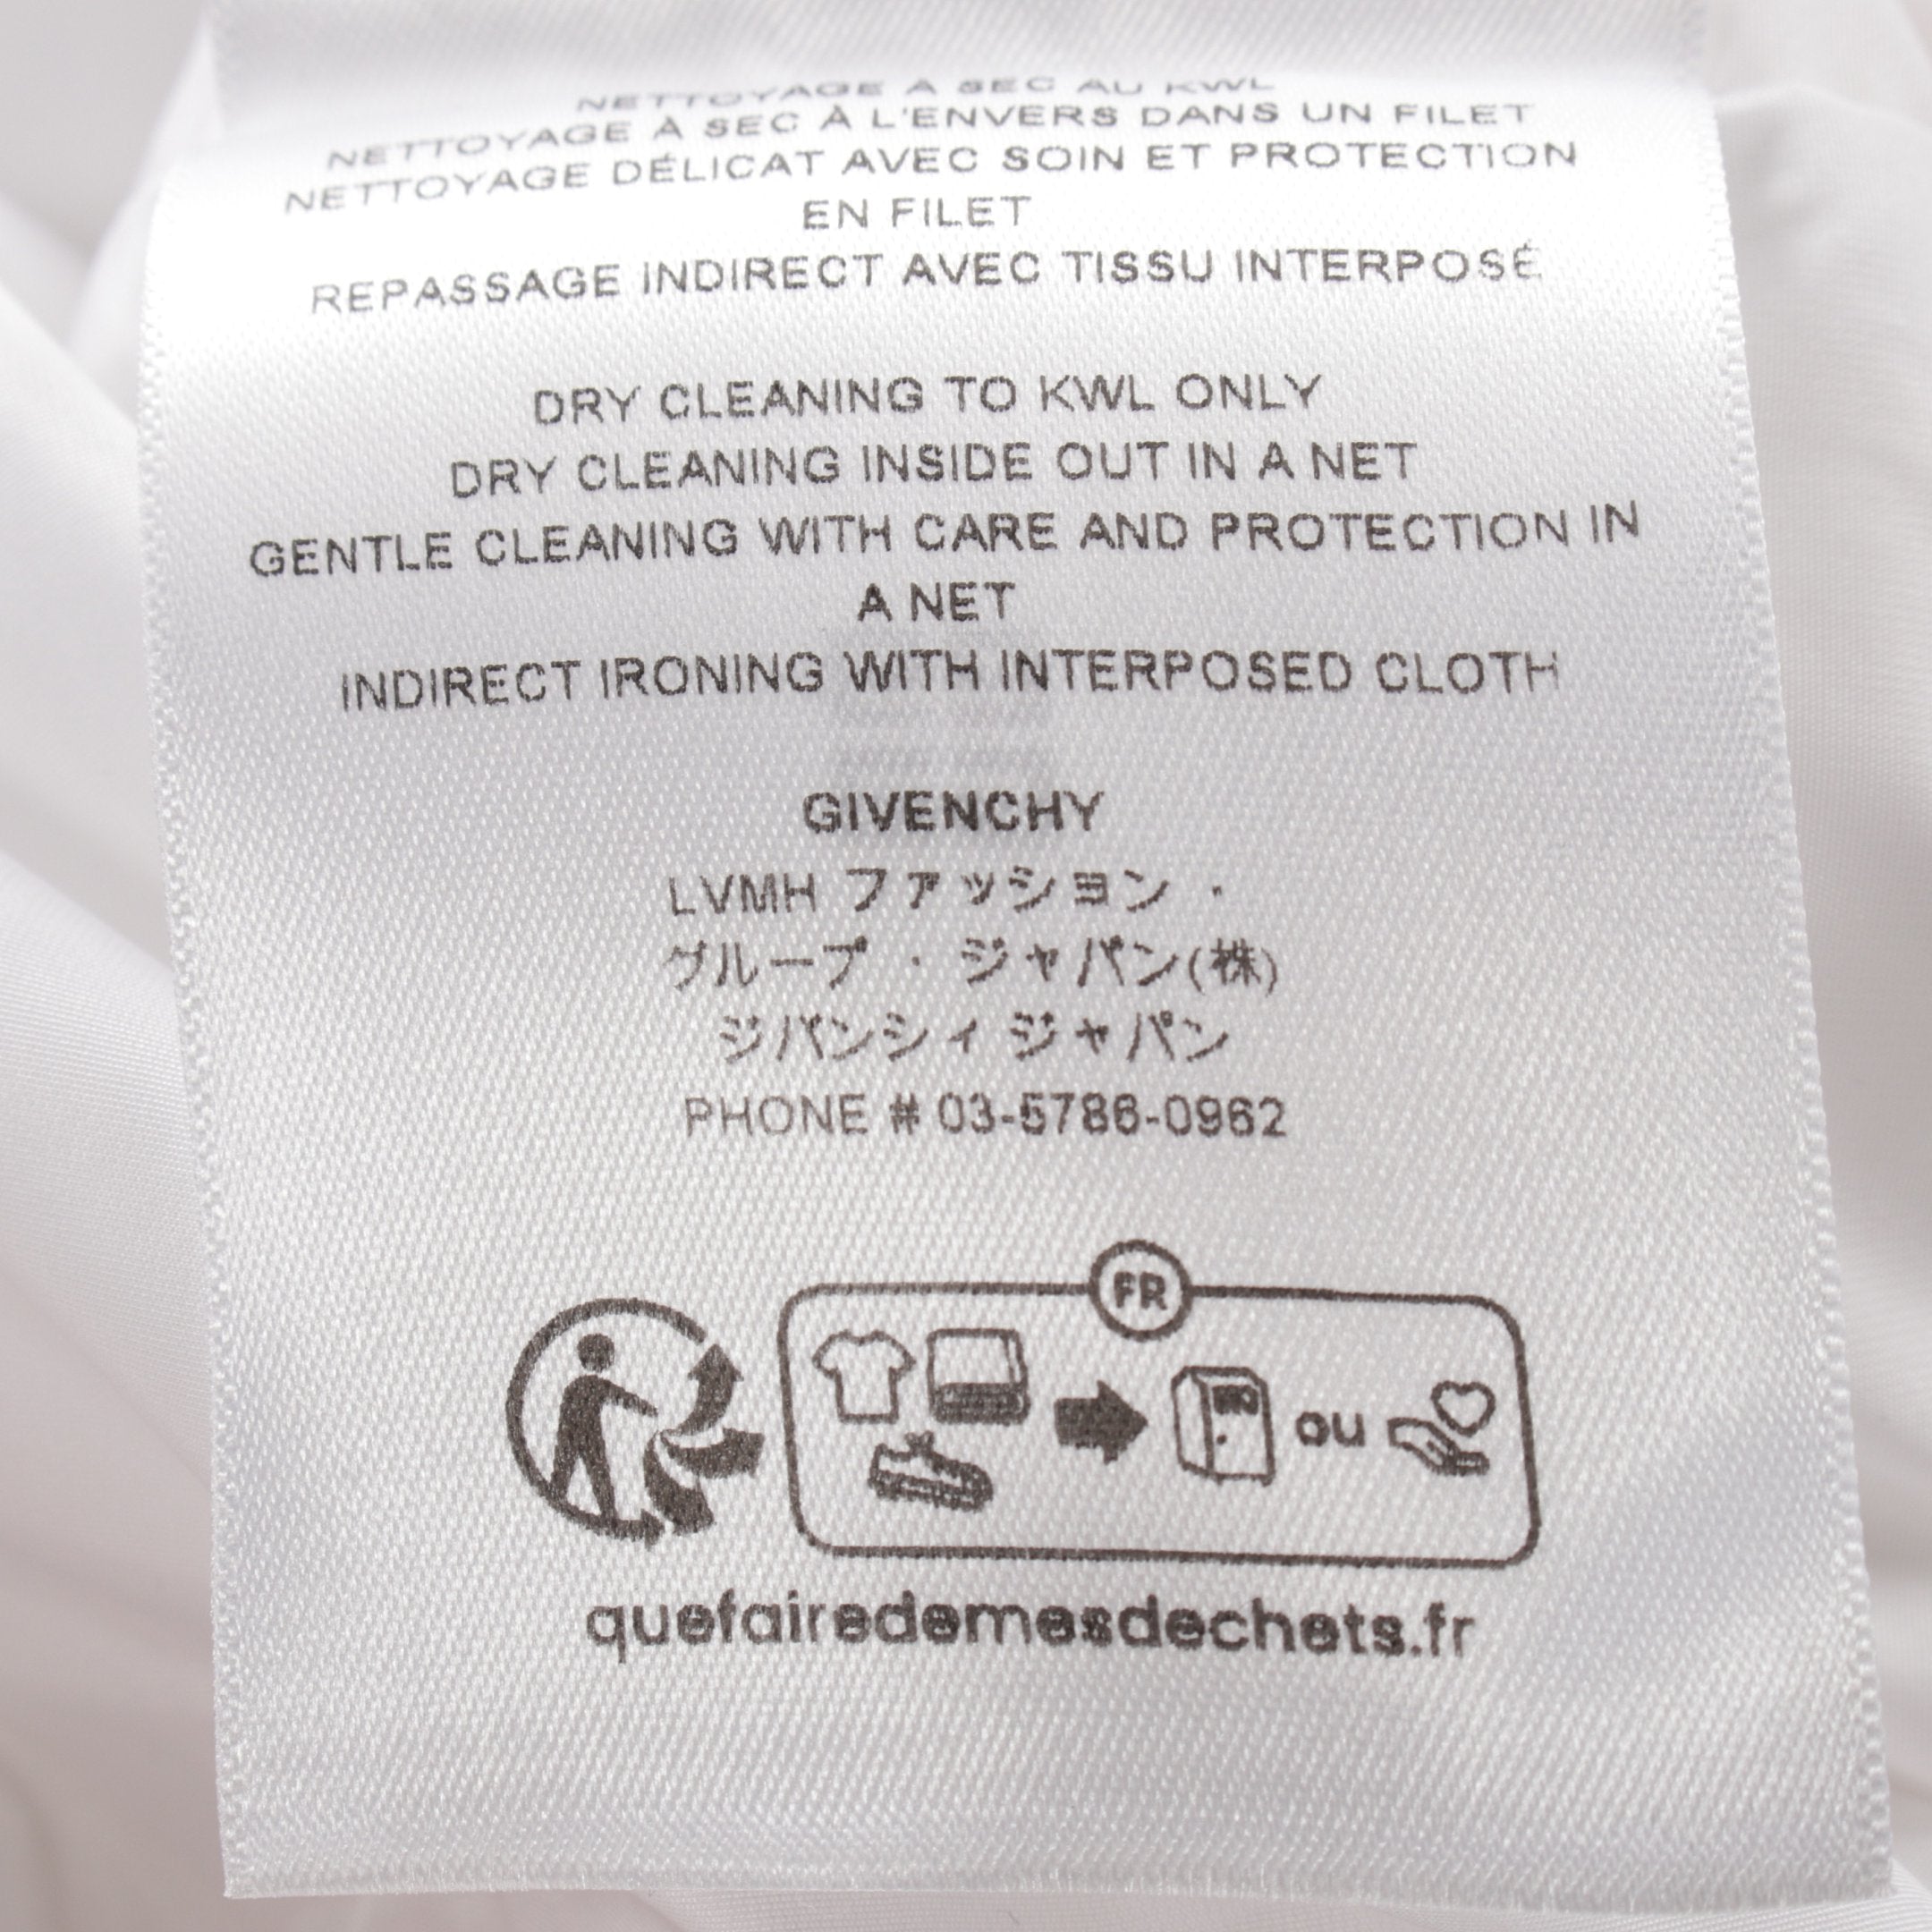 NETTOYAGE À SEC AU KWL
NETTOYAGE À SEC À L'ENVERS DANS UN FILET
NETTOYAGE DÉLICAT AVEC SOIN ET PROTECTION
EN FILET
REPASSAGE INDIRECT AVEC TISSU INTERPOSÉ
DRY CLEANING TO KWL ONLY
DRY CLEANING INSIDE OUT IN A NET
GENTLE CLEANING WITH CARE AND PROTECTION IN
A NET
INDIRECT IRONING WITH INTERPOSED CLOTH
GIVENCHY
LVMH ファッション ・
グループ ・ ジャパン(株)
ジバンシィ ジャパン
PHONE # 03-5786-0962
FR
ou
quefairedemesdechets.fr